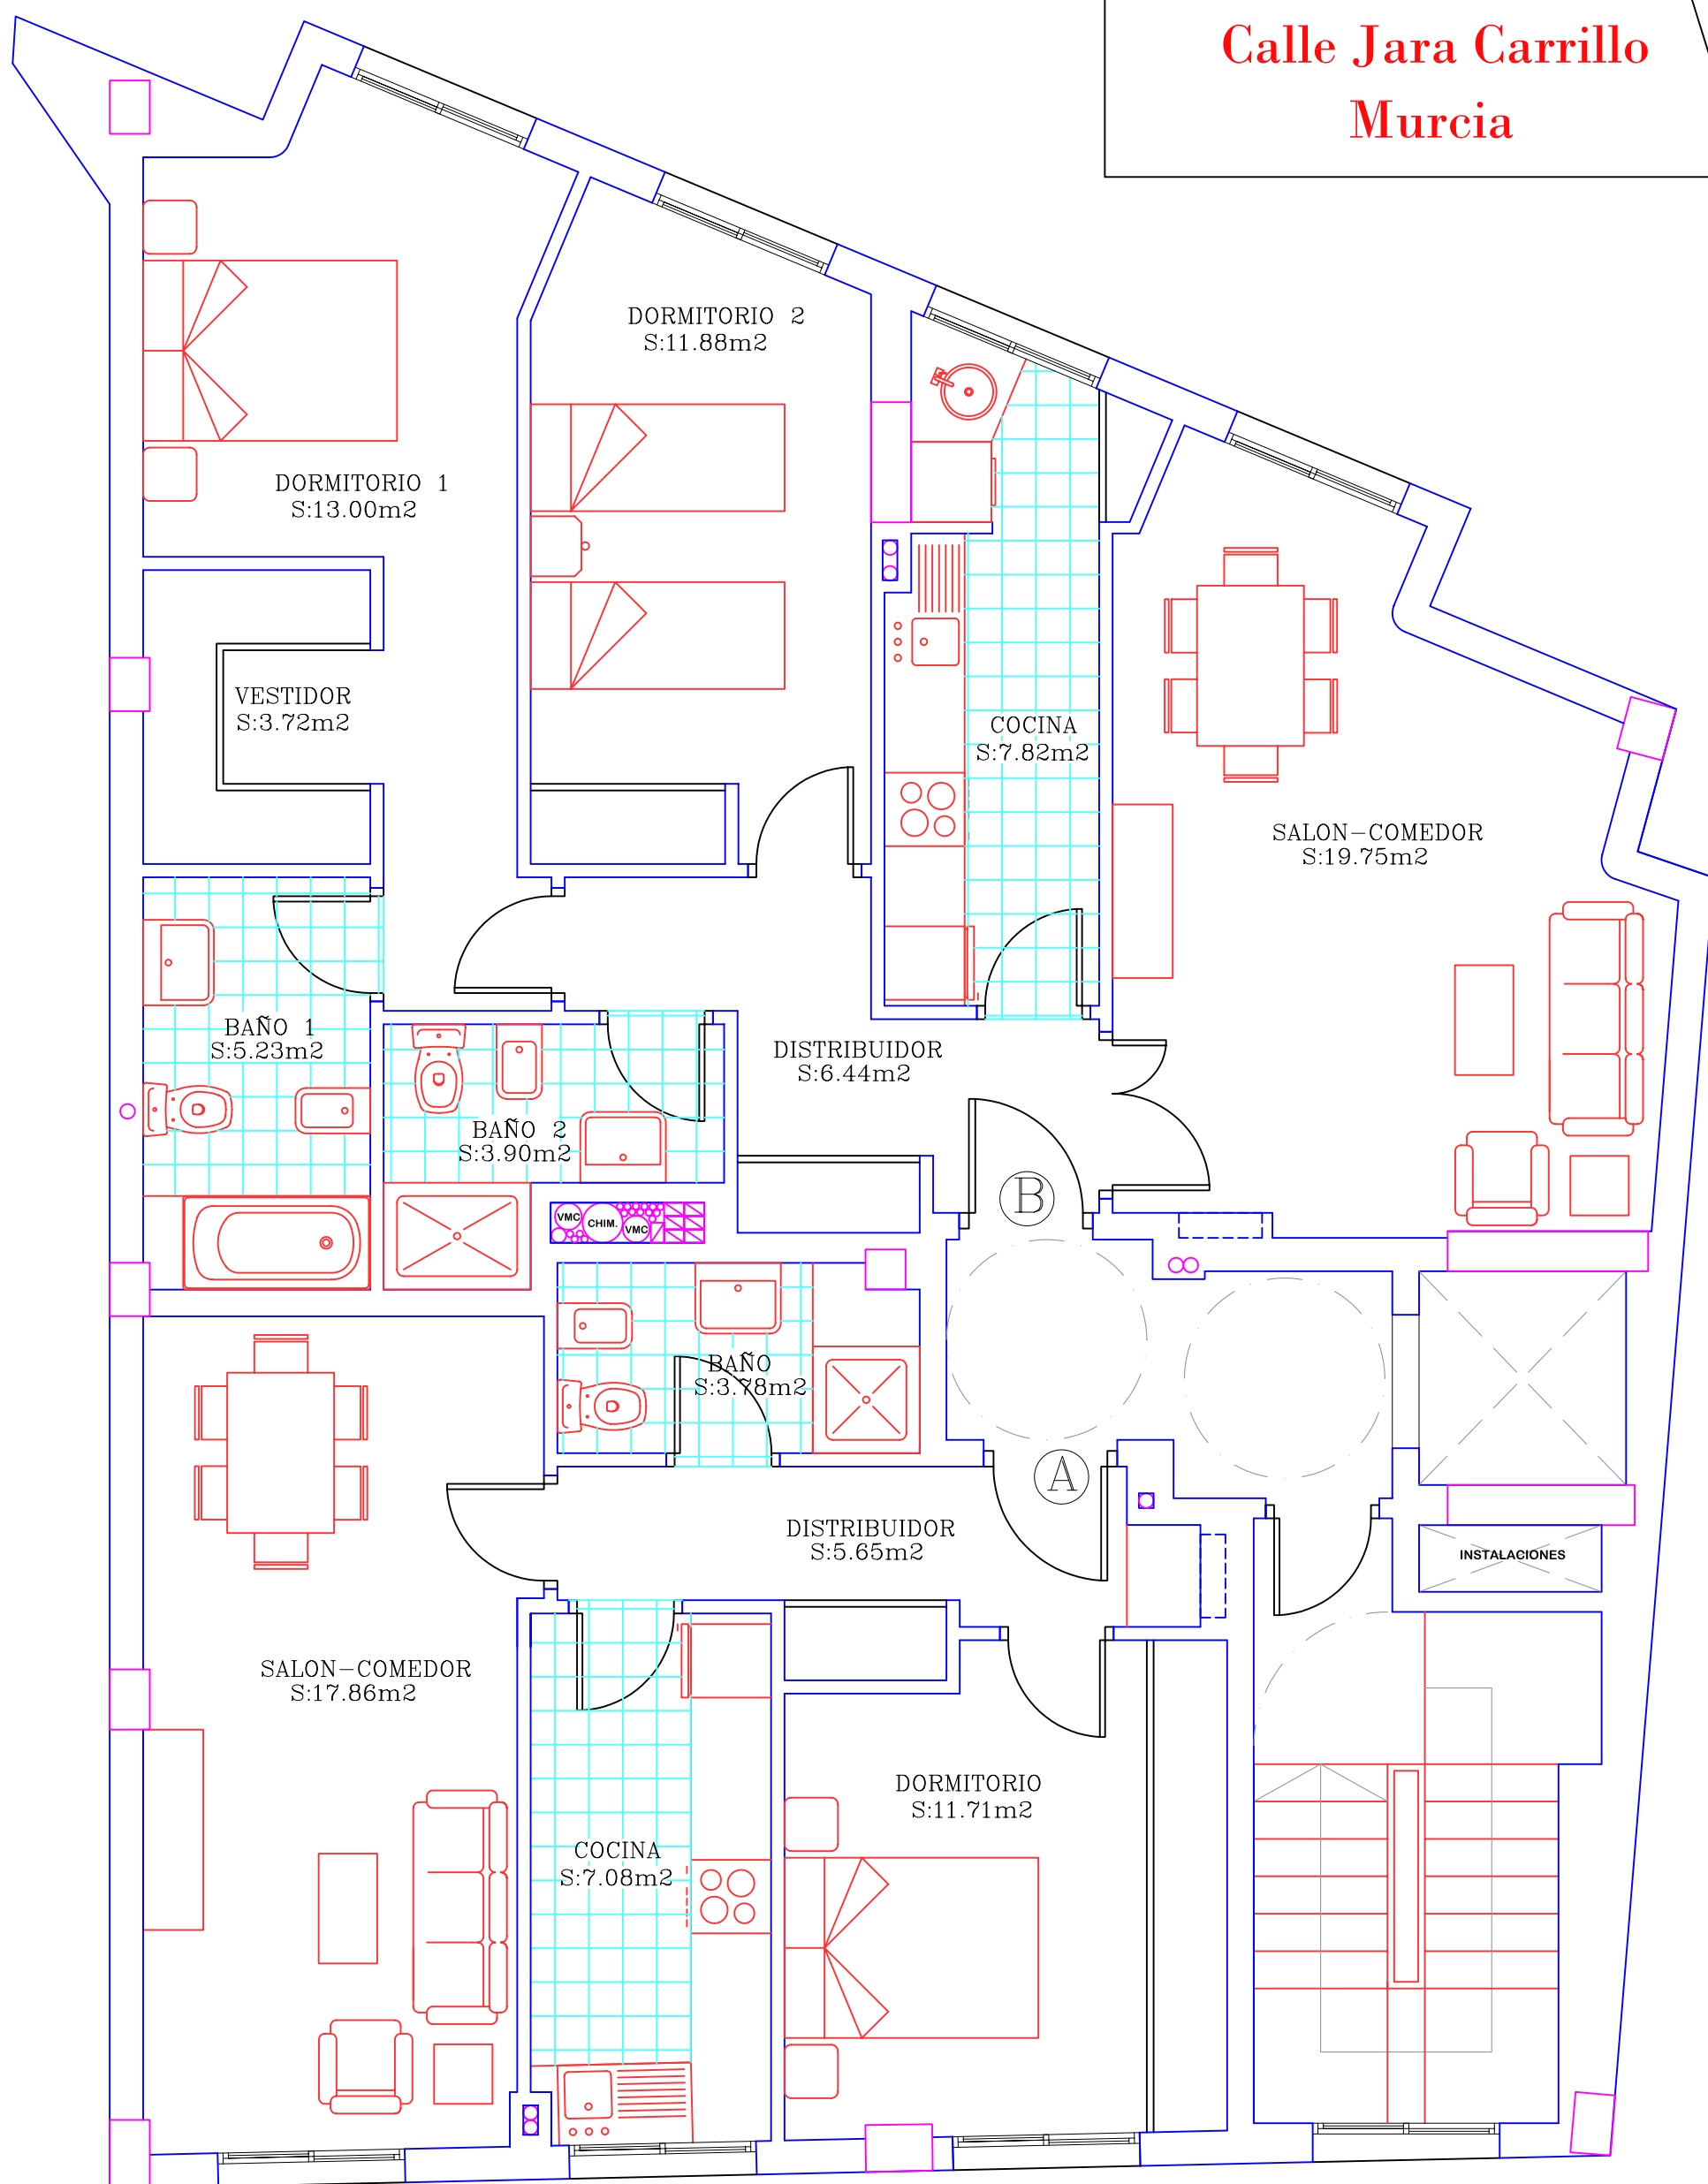 Calle Jara Carrillo
Murcia
DORMITORIO 2
S:11.88m2
DORMITORIO 1
S:13.00m2
VESTIDOR
S:3.72m2
COCINA
S:7.82m2
SALON-COMEDOR
S:19.75m2
BAÑO 1
S:5.23m2
DISTRIBUIDOR
S:6.44m2
BAÑO 2
S:3.90m2
B
VMC
CHIM.
VMC
BAÑO
S:3.78m2
A
DISTRIBUIDOR
S:5.65m2
INSTALACIONES
SALON-COMEDOR
S:17.86m2
DORMITORIO
S:11.71m2
COCINA
S:7.08m2